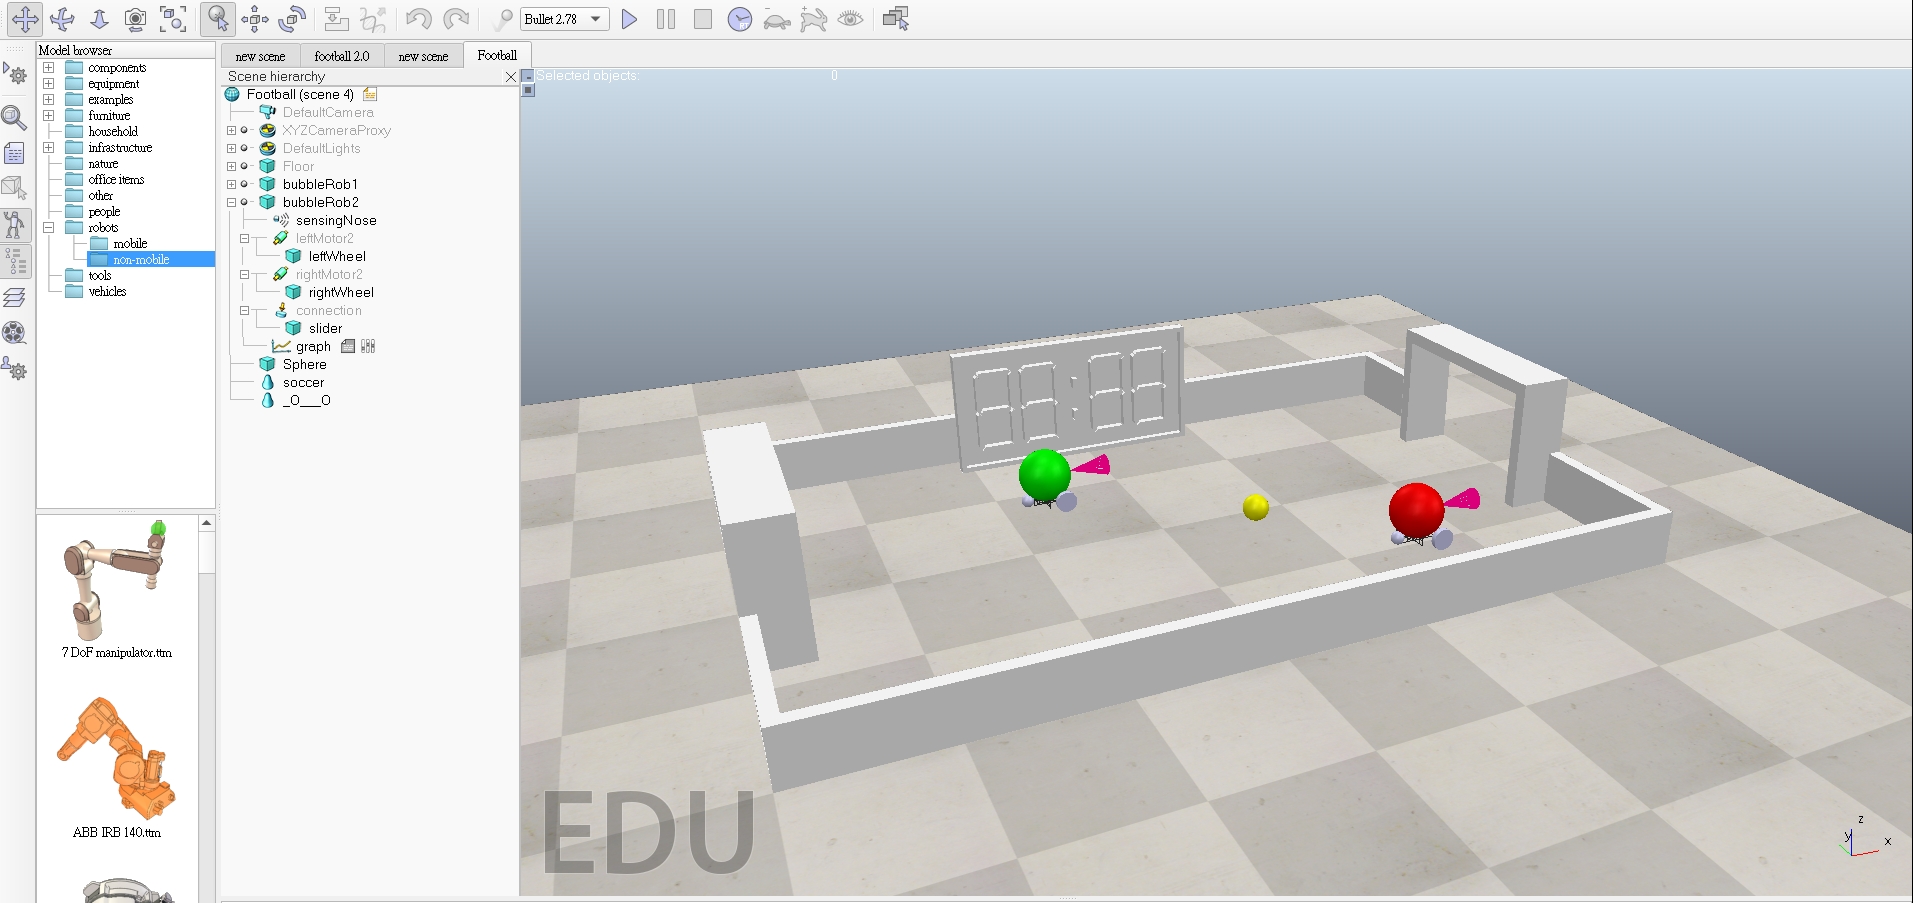 Bullet 2.78
Model browser
components
equipment
examples
furniture
household
infrastructure
nature
office items
other
people
robots
mobile
non-mobile
tools
vehicles
7 DoF manipulator.ttm
ABB IRB 140.ttm
new scene
football 2.0
new scene
Football
Scene hierarchy
Football (scene 4)
DefaultCamera
XYZCameraProxy
DefaultLights
Floor
bubbleRob1
bubbleRob2
sensingNose
leftMotor2
leftWheel
rightMotor2
rightWheel
connection
slider
graph
Sphere
soccer
_O___O
Selected objects: 0
EDU
z
y
x